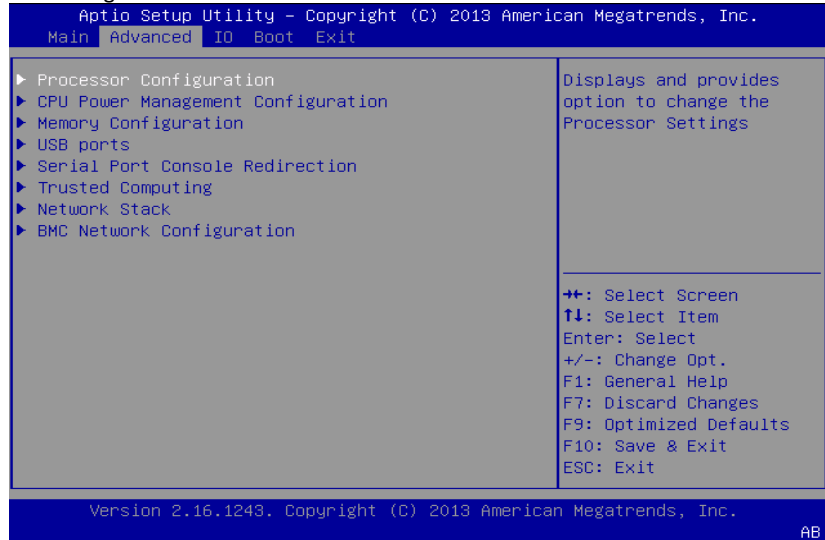 Aptio Setup Utility – Copyright (C) 2013 American Megatrends, Inc.
Main Advanced IO Boot Exit
▶ Processor Configuration
▶ CPU Power Management Configuration
▶ Memory Configuration
▶ USB ports
▶ Serial Port Console Redirection
▶ Trusted Computing
▶ Network Stack
▶ BMC Network Configuration
Displays and provides
option to change the
Processor Settings
→←: Select Screen
↑↓: Select Item
Enter: Select
+/-: Change Opt.
F1: General Help
F7: Discard Changes
F9: Optimized Defaults
F10: Save & Exit
ESC: Exit
Version 2.16.1243. Copyright (C) 2013 American Megatrends, Inc.
AB